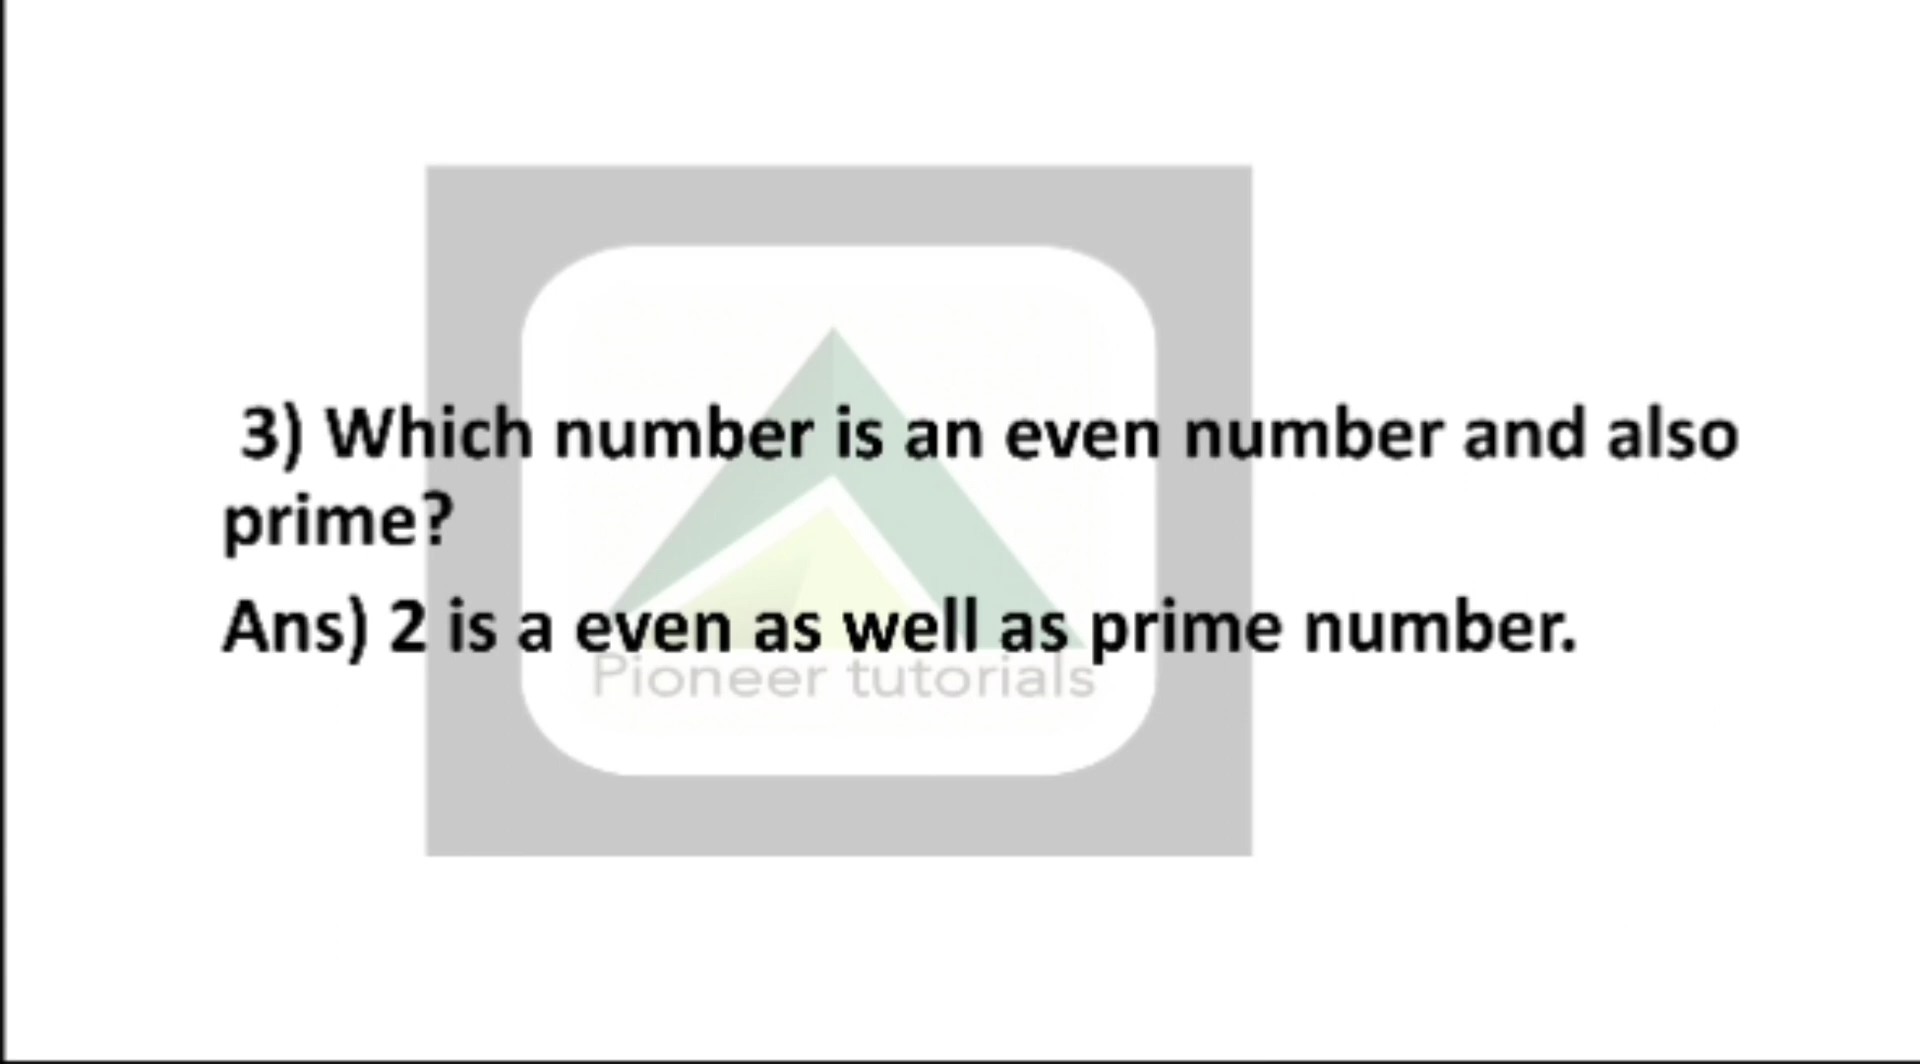 3) Which number is an even number and also
prime?
Ans) 2 is a even as well as prime number.
Pioneer tutorials